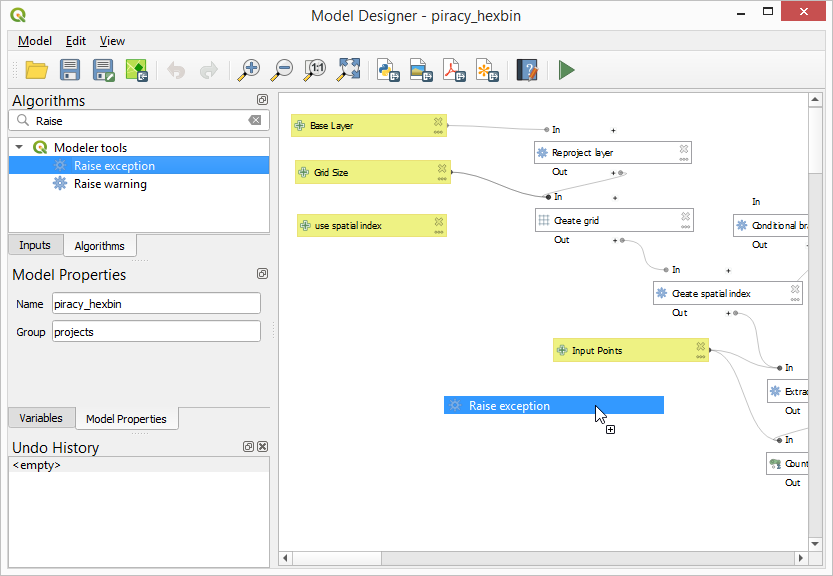 Model Designer - piracy_hexbin
Model Edit View
1:1
Algorithms
Raise
Modeler tools
Raise exception
Raise warning
Inputs Algorithms
Model Properties
Name piracy_hexbin
Group projects
Variables Model Properties
Undo History
<empty>
Base Layer
In +
Reproject layer
Out +
Grid Size
In +
Create grid
Out +
use spatial index
In
Conditional bra
Out
In +
Create spatial index
Out +
Input Points
In
Extrac
Out
Raise exception
In
Count
Out